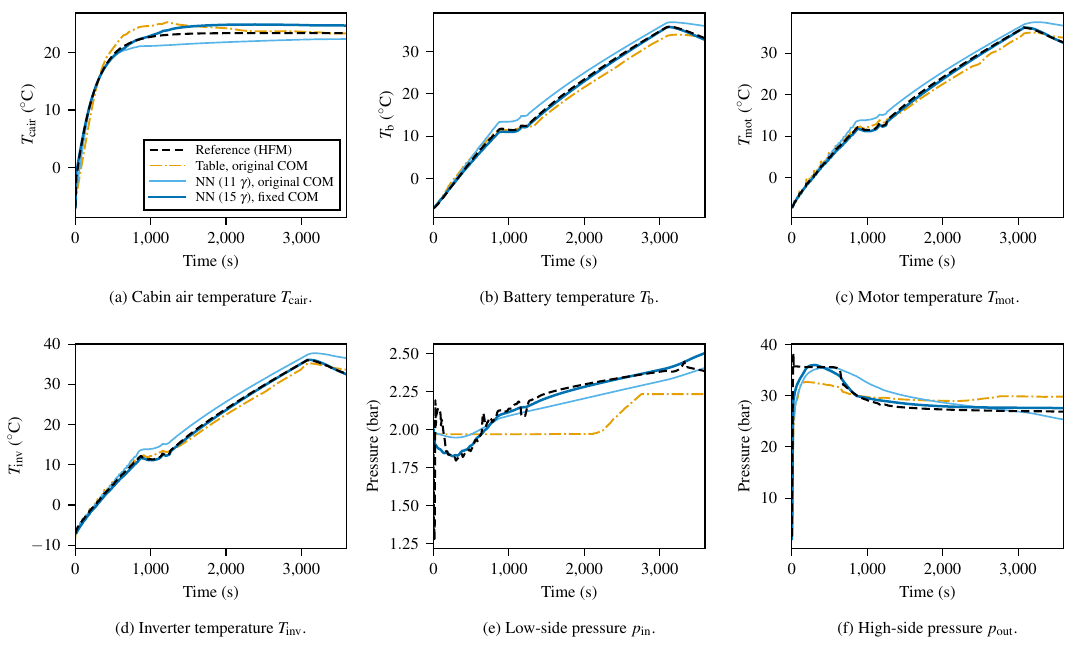 20
10
0
T_cair (°C)
Reference (HFM)
Table, original COM
NN (11 γ), original COM
NN (15 γ), fixed COM
0 1,000 2,000 3,000
Time (s)
(a) Cabin air temperature T_cair.
30
20
10
0
T_b (°C)
0 1,000 2,000 3,000
Time (s)
(b) Battery temperature T_b.
30
20
10
0
T_mot (°C)
0 1,000 2,000 3,000
Time (s)
(c) Motor temperature T_mot.
40
30
20
10
0
−10
T_inv (°C)
0 1,000 2,000 3,000
Time (s)
(d) Inverter temperature T_inv.
2.50
2.25
2.00
1.75
1.50
1.25
Pressure (bar)
0 1,000 2,000 3,000
Time (s)
(e) Low-side pressure p_in.
40
30
20
10
Pressure (bar)
0 1,000 2,000 3,000
Time (s)
(f) High-side pressure p_out.